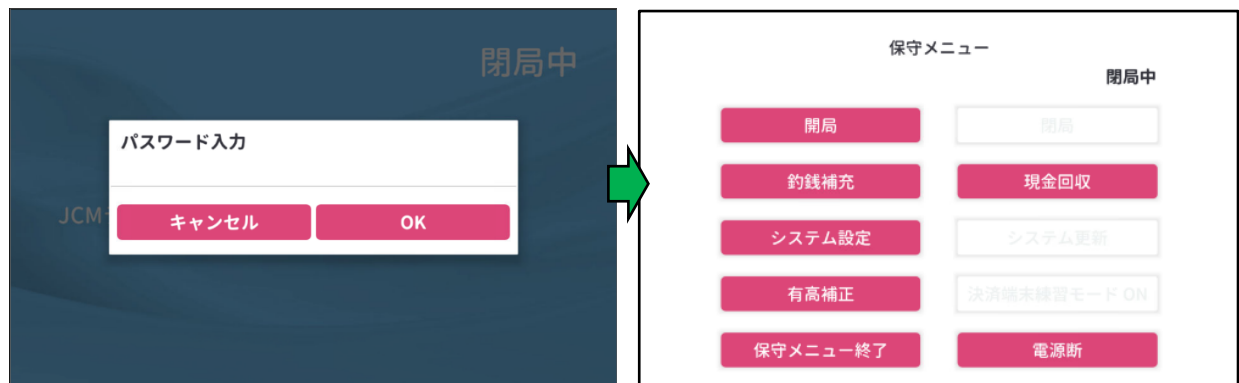 閉局中
パスワード入力
JCM
キャンセル
OK
保守メニュー
閉局中
開局
閉局
釣銭補充
現金回収
システム設定
システム更新
有高補正
決済端末練習モード ON
保守メニュー終了
電源断